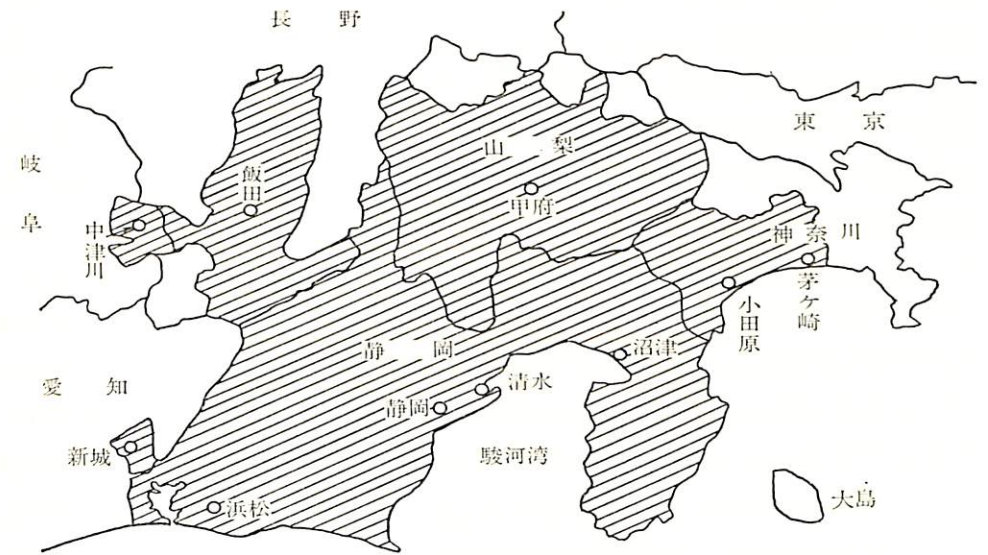 長野
東京
岐阜
山梨
飯田
甲府
中津川
神奈川
茅ケ崎
小田原
静岡
沼津
愛知
清水
静岡
新城
駿河湾
浜松
大島